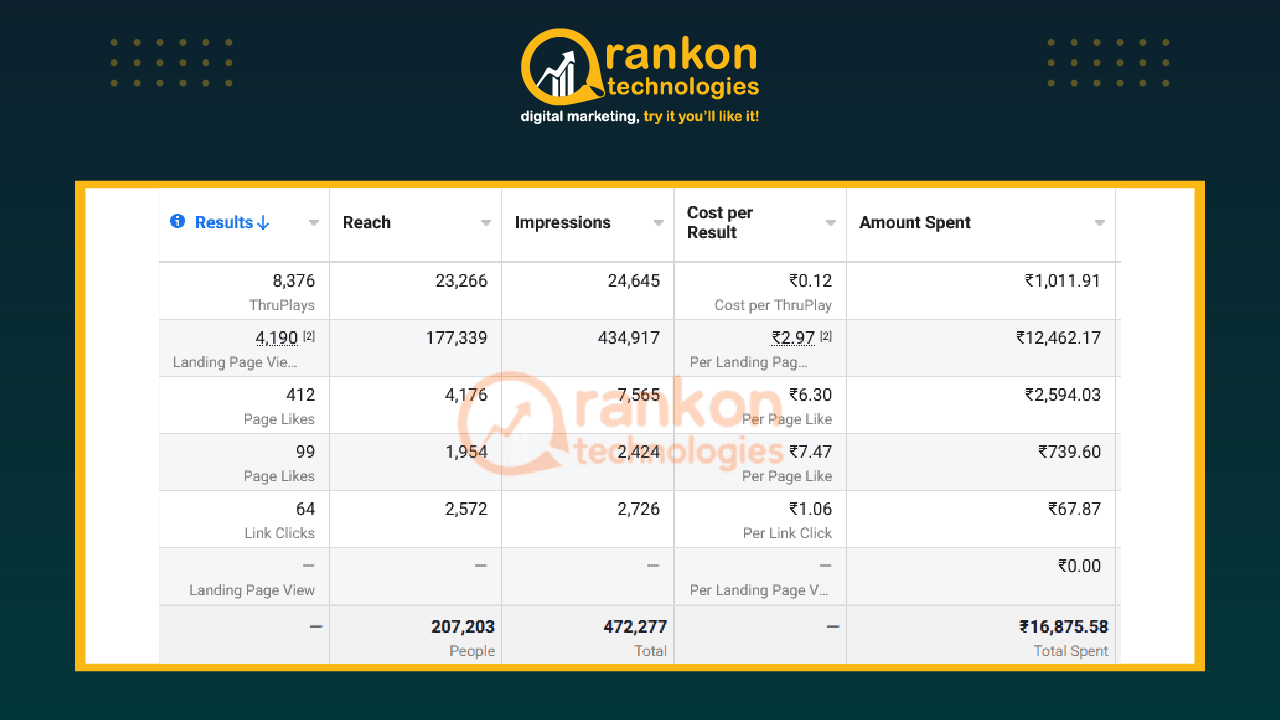 rankon
technologies
digital marketing, try it you'll like it!
Results↓ Reach Impressions Cost per Result Amount Spent
8,376 23,266 24,645 ₹0.12 ₹1,011.91
ThruPlays Cost per ThruPlay
4,190 [2] 177,339 434,917 ₹2.97 [2] ₹12,462.17
Landing Page Vie... Per Landing Pag...
412 4,176 7,565 ₹6.30 ₹2,594.03
Page Likes Per Page Like
99 1,954 2,424 ₹7.47 ₹739.60
Page Likes Per Page Like
64 2,572 2,726 ₹1.06 ₹67.87
Link Clicks Per Link Click
— — — — ₹0.00
Landing Page View Per Landing Page V...
— 207,203 472,277 — ₹16,875.58
People Total Total Spent
rankon
technologies